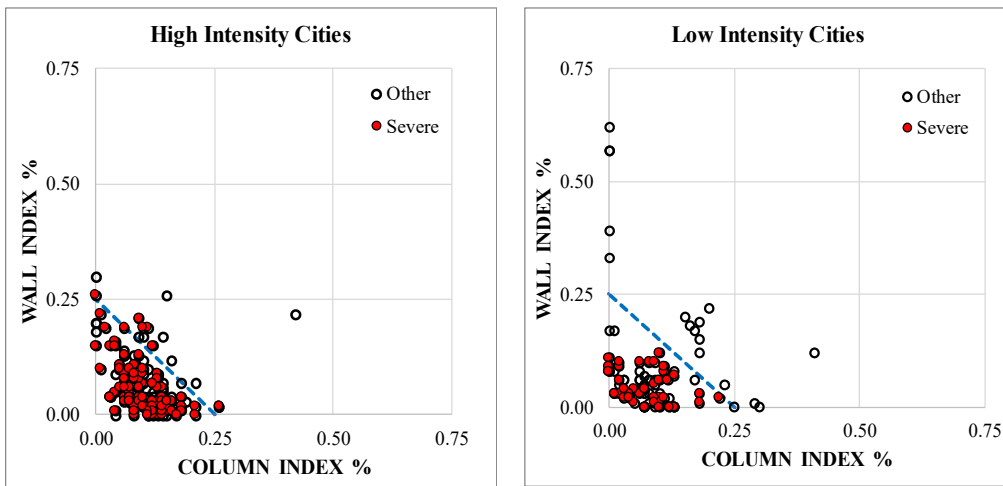 High Intensity Cities
0.75
Other
Severe
0.50
WALL INDEX %
0.25
0.00
0.00 0.25 0.50 0.75
COLUMN INDEX %
Low Intensity Cities
0.75
Other
Severe
0.50
WALL INDEX %
0.25
0.00
0.00 0.25 0.50 0.75
COLUMN INDEX %